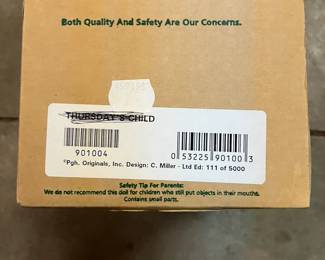 Both Quality And Safety Are Our Concerns.
THURSDAY'S CHILD
901004
0 53225 90100 3
©Pgh. Originals, Inc. Design: C. Miller - Ltd Ed: 111 of 5000
Safety Tip For Parents:
We do not recommend this doll for children who still put objects in their mouths.
Contains small parts.